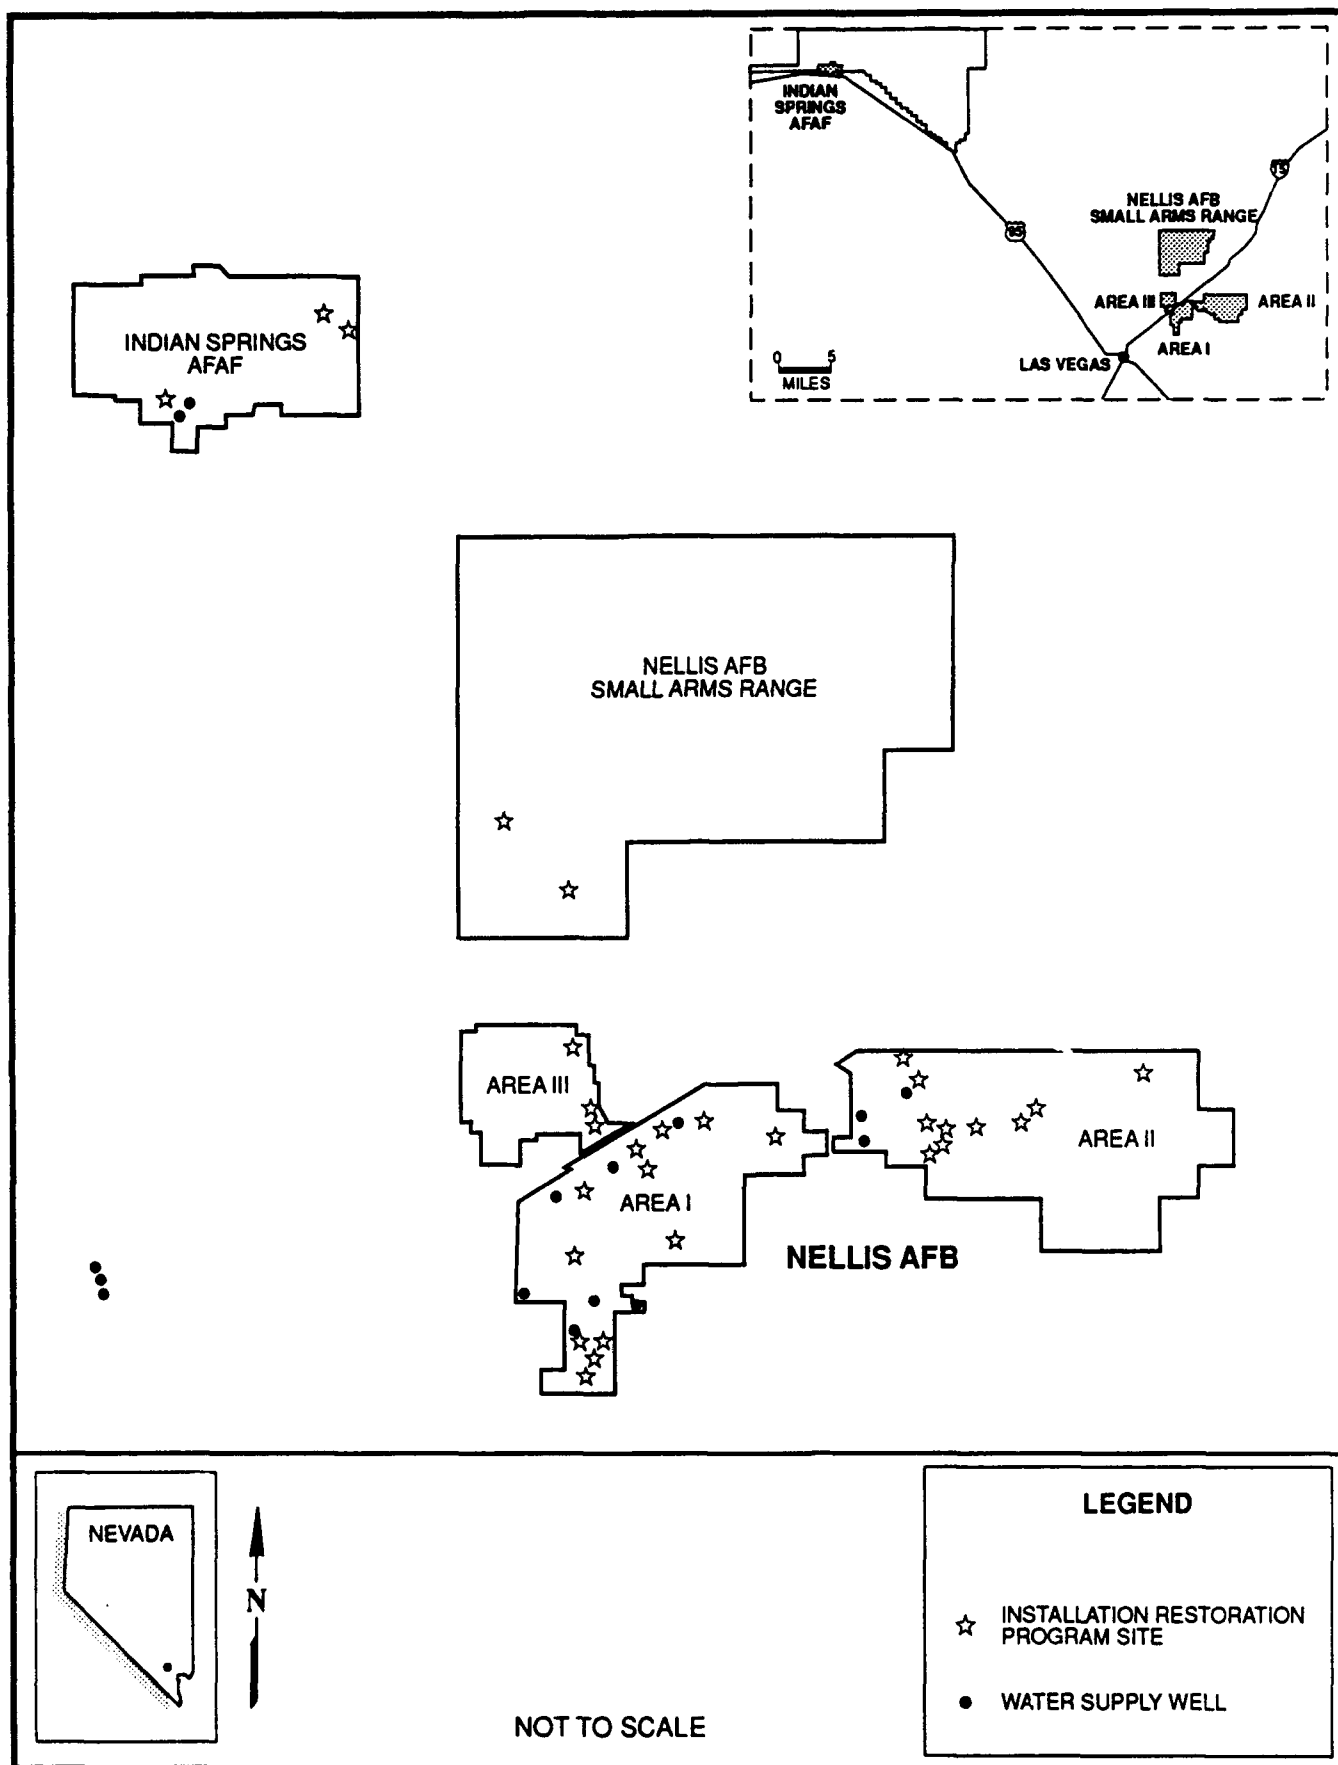 INDIAN
SPRINGS
AFAF
15
NELLIS AFB
SMALL ARMS RANGE
95
AREA III
AREA II
AREA I
LAS VEGAS
0 5
MILES
INDIAN SPRINGS
AFAF
NELLIS AFB
SMALL ARMS RANGE
AREA III
AREA II
AREA I
NELLIS AFB
NEVADA
N
NOT TO SCALE
LEGEND
INSTALLATION RESTORATION
PROGRAM SITE
WATER SUPPLY WELL